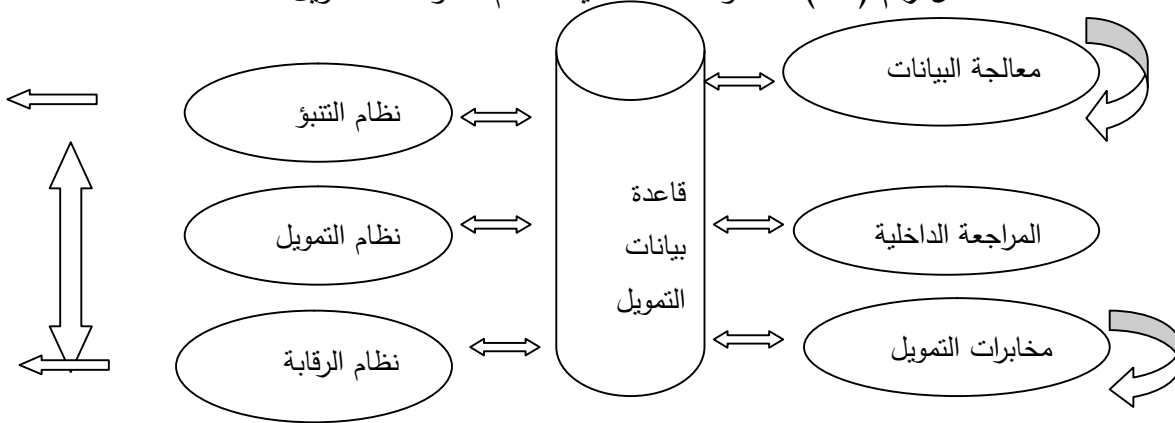 معالجة البيانات
نظام التنبؤ
قاعدة
بيانات
التمويل
المراجعة الداخلية
نظام التمويل
مخابرات التمويل
نظام الرقابة